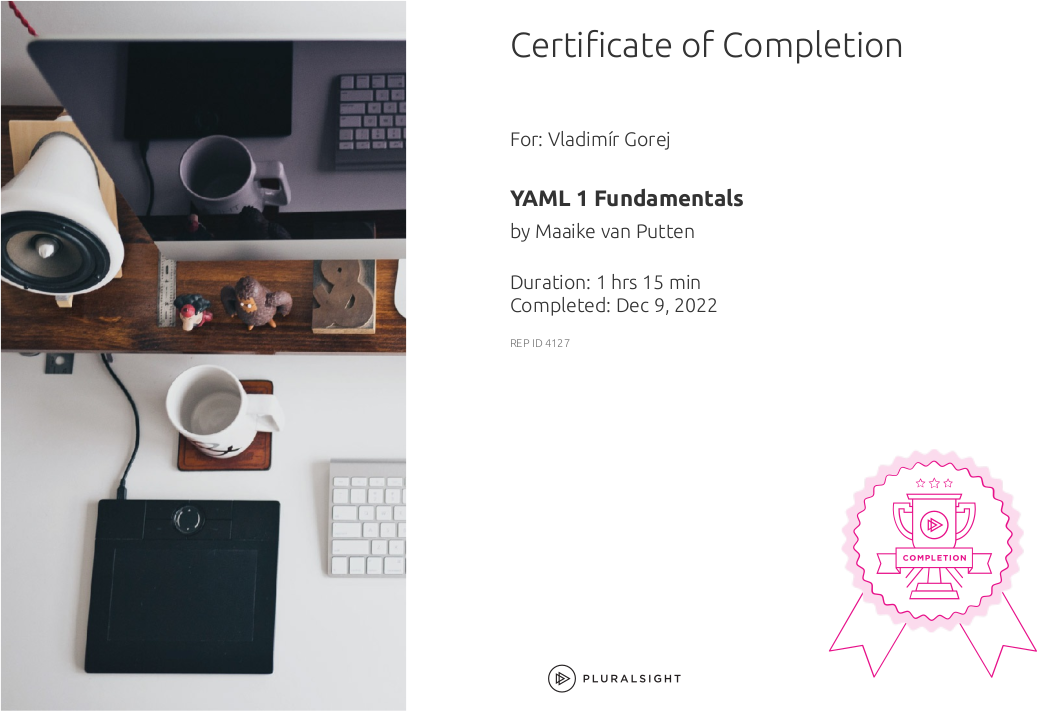 Certificate of Completion
For: Vladimír Gorej
YAML 1 Fundamentals
by Maaike van Putten
Duration: 1 hrs 15 min
Completed: Dec 9, 2022
REP ID 4127
COMPLETION
PLURALSIGHT